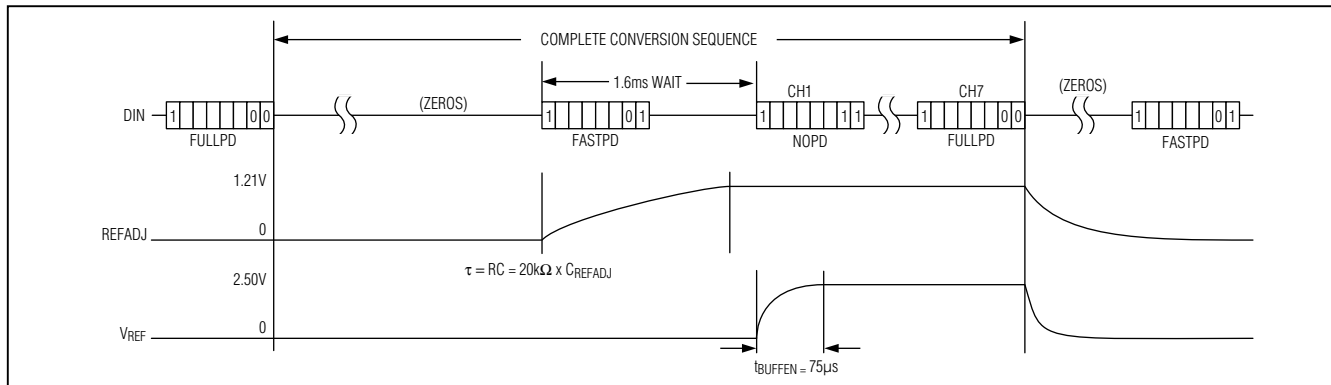 COMPLETE CONVERSION SEQUENCE
1.6ms WAIT
CH1
CH7
(ZEROS)
(ZEROS)
DIN
1 0 0
1 0 1
1 1 1
1 0 0
1 0 1
FULLPD
FASTPD
NOPD
FULLPD
FASTPD
1.21V
0
REFADJ
τ = RC = 20kΩ x CREFADJ
2.50V
0
VREF
tBUFFEN = 75µs